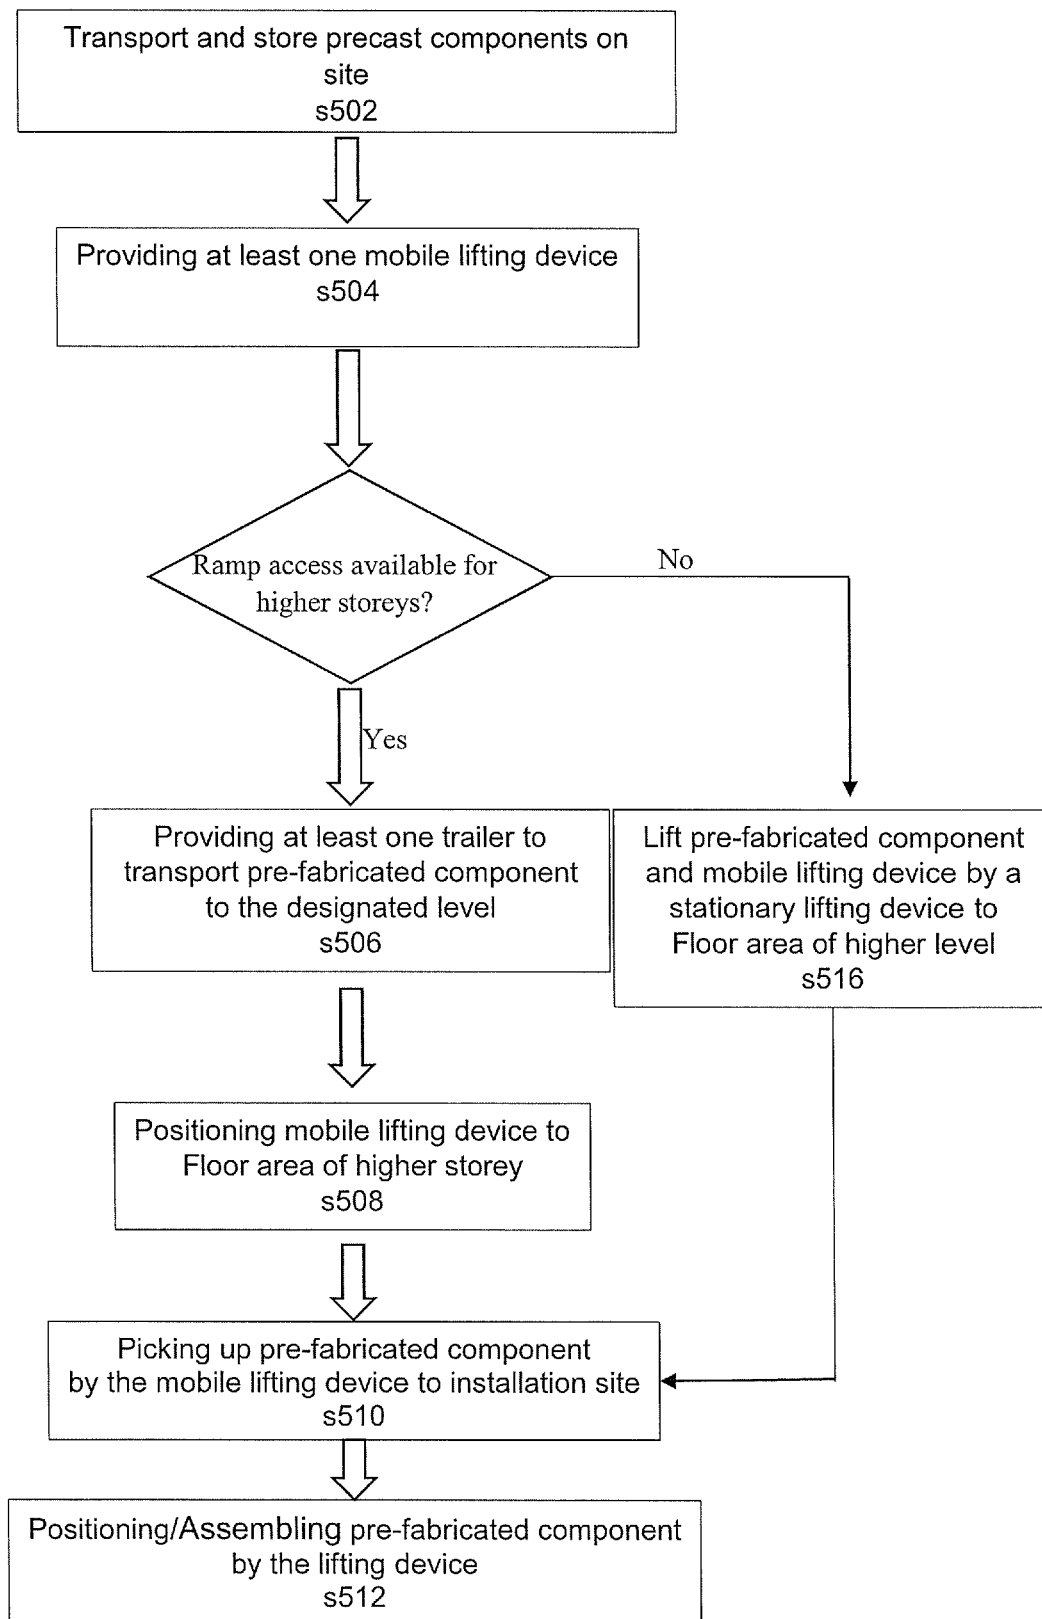 Transport and store precast components on
site
s502
Providing at least one mobile lifting device
s504
Ramp access available for
higher storeys?
No
Yes
Providing at least one trailer to
transport pre-fabricated component
to the designated level
s506
Lift pre-fabricated component
and mobile lifting device by a
stationary lifting device to
Floor area of higher level
s516
Positioning mobile lifting device to
Floor area of higher storey
s508
Picking up pre-fabricated component
by the mobile lifting device to installation site
s510
Positioning/Assembling pre-fabricated component
by the lifting device
s512